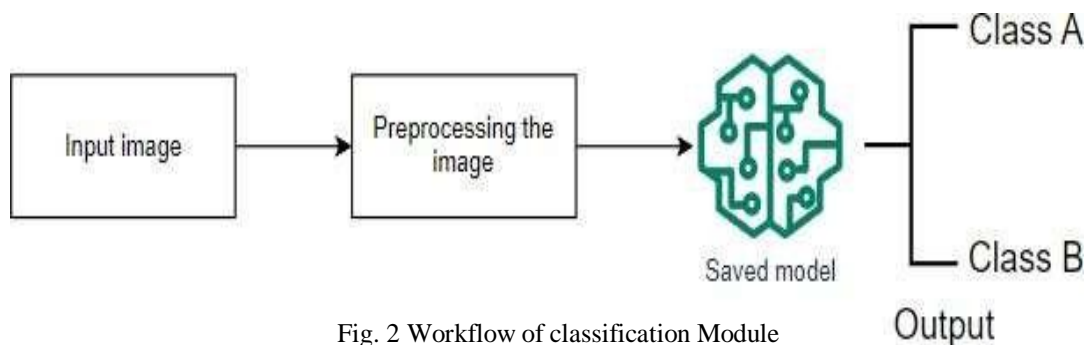 Input image
Preprocessing the
image
Saved model
Class A
Class B
Output
Fig. 2 Workflow of classification Module